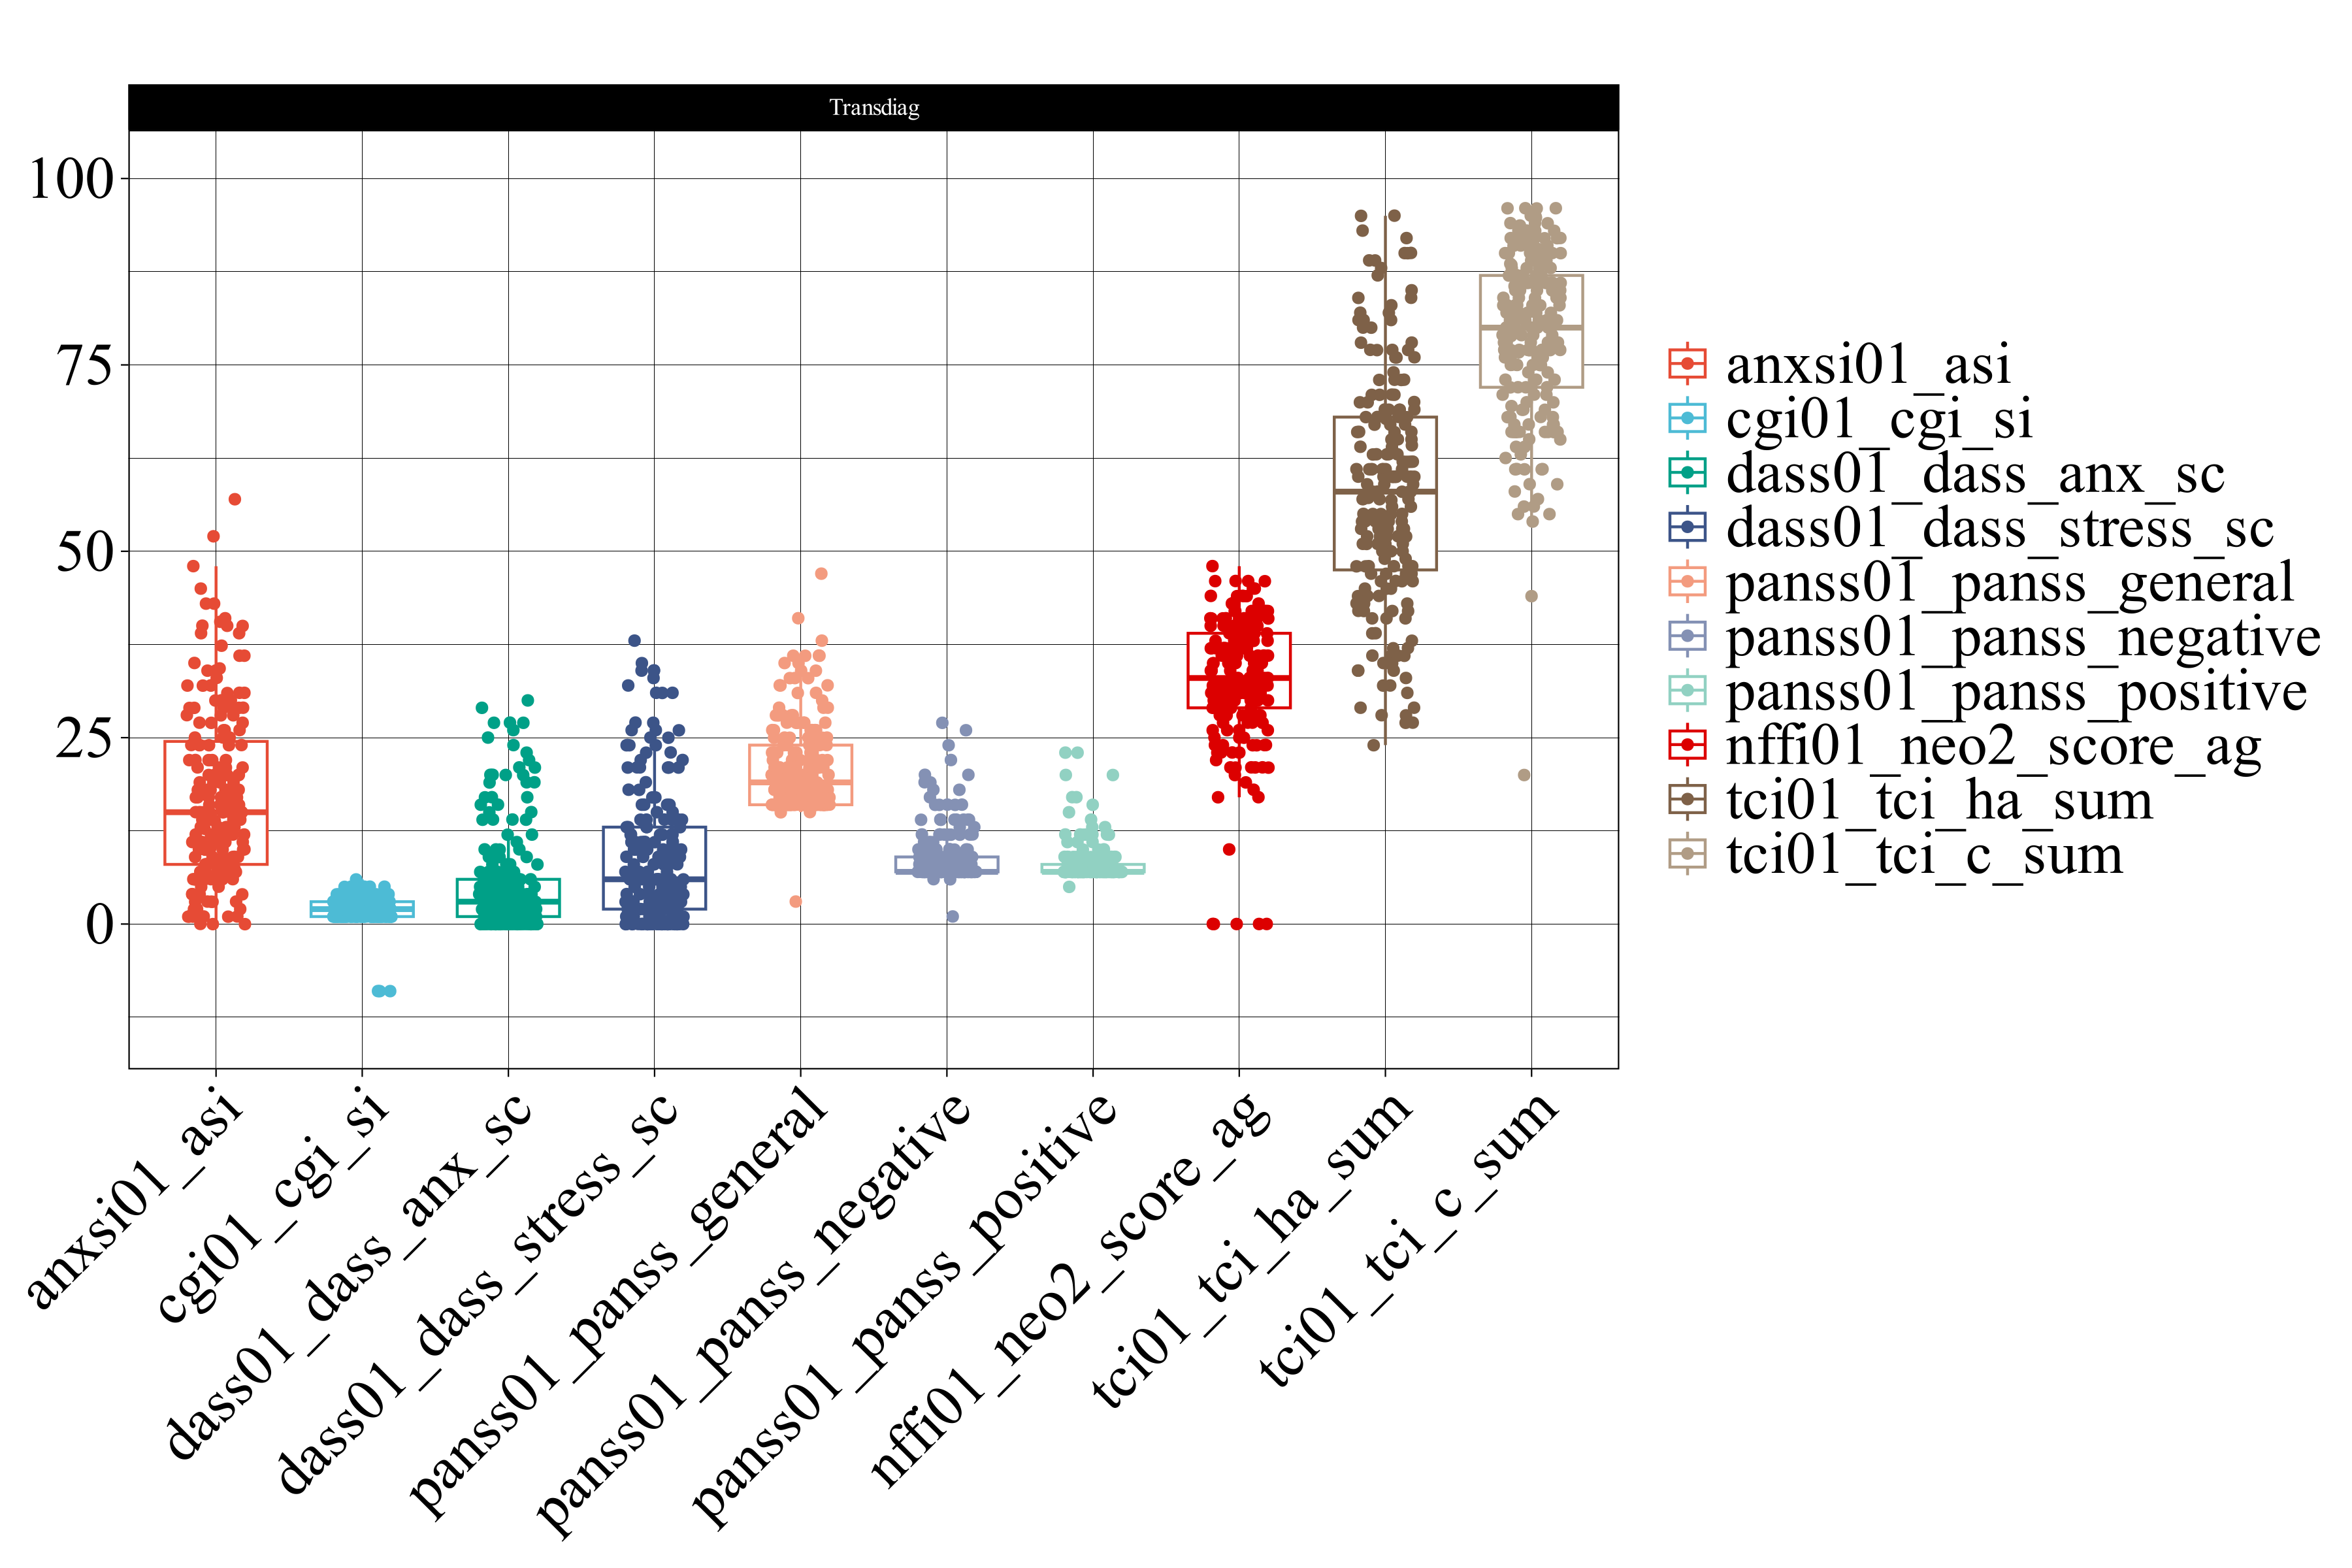 Transdiag
100
75
50
25
0
anxsi01_asi
cgi01_cgi_si
dass01_dass_anx_sc
dass01_dass_stress_sc
panss01_panss_general
panss01_panss_negative
panss01_panss_positive
nffi01_neo2_score_ag
tci01_tci_ha_sum
tci01_tci_c_sum
anxsi01_asi
cgi01_cgi_si
dass01_dass_anx_sc
dass01_dass_stress_sc
panss01_panss_general
panss01_panss_negative
panss01_panss_positive
nffi01_neo2_score_ag
tci01_tci_ha_sum
tci01_tci_c_sum